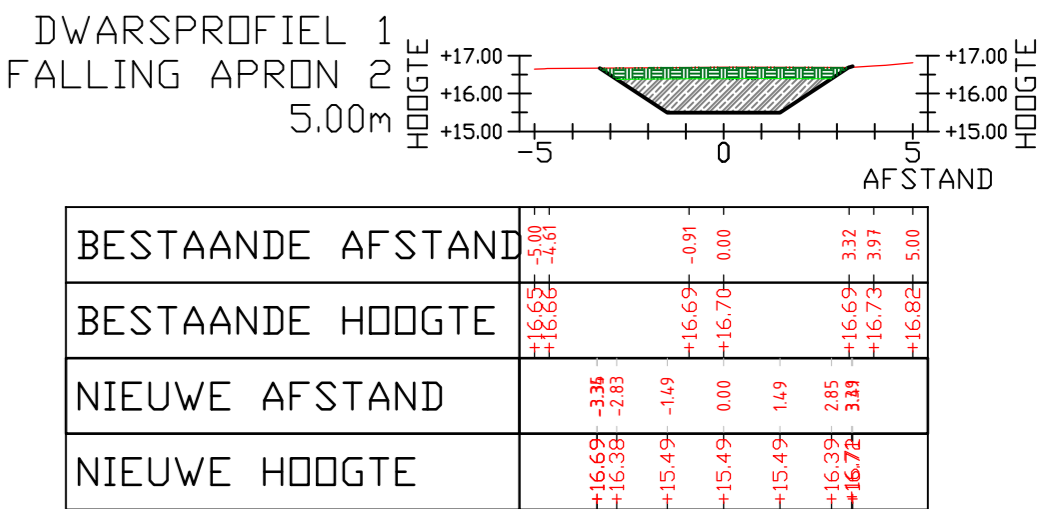 DWARSPROFIEL 1
FALLING APRON 2
5.00m
HOOGTE
+17.00
+16.00
+15.00
+17.00
+16.00
+15.00
HOOGTE
-5 0 5
AFSTAND
BESTAANDE AFSTAND -5.00 -4.61 -0.91 0.00 3.32 3.97 5.00
BESTAANDE HOOGTE +16.65 +16.66 +16.69 +16.70 +16.69 +16.73 +16.82
NIEUWE AFSTAND -2.83 -1.49 0.00 1.49 2.85
NIEUWE HOOGTE +16.69 +16.38 +15.49 +15.49 +15.49 +16.39